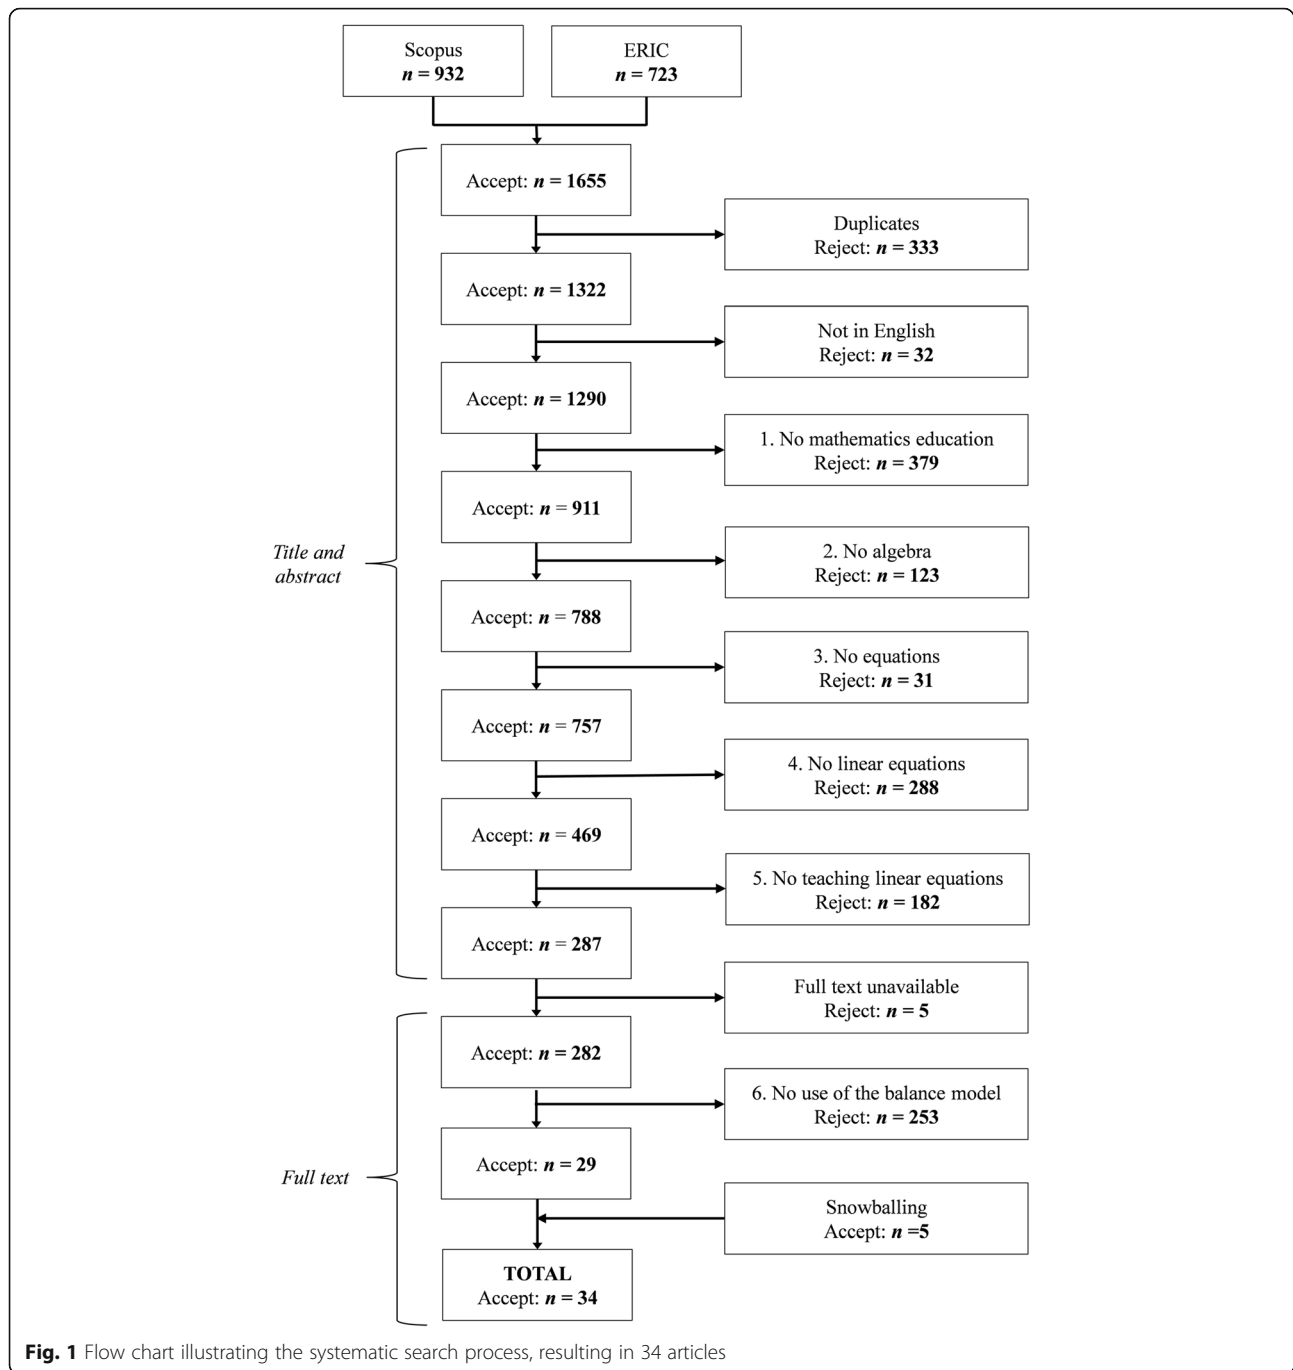 Scopus
n = 932
ERIC
n = 723
Accept: n = 1655
Duplicates
Reject: n = 333
Accept: n = 1322
Not in English
Reject: n = 32
Accept: n = 1290
1. No mathematics education
Reject: n = 379
Accept: n = 911
2. No algebra
Reject: n = 123
Title and
abstract
Accept: n = 788
3. No equations
Reject: n = 31
Accept: n = 757
4. No linear equations
Reject: n = 288
Accept: n = 469
5. No teaching linear equations
Reject: n = 182
Accept: n = 287
Full text unavailable
Reject: n = 5
Accept: n = 282
6. No use of the balance model
Reject: n = 253
Full text
Accept: n = 29
Snowballing
Accept: n =5
TOTAL
Accept: n = 34
Fig. 1 Flow chart illustrating the systematic search process, resulting in 34 articles